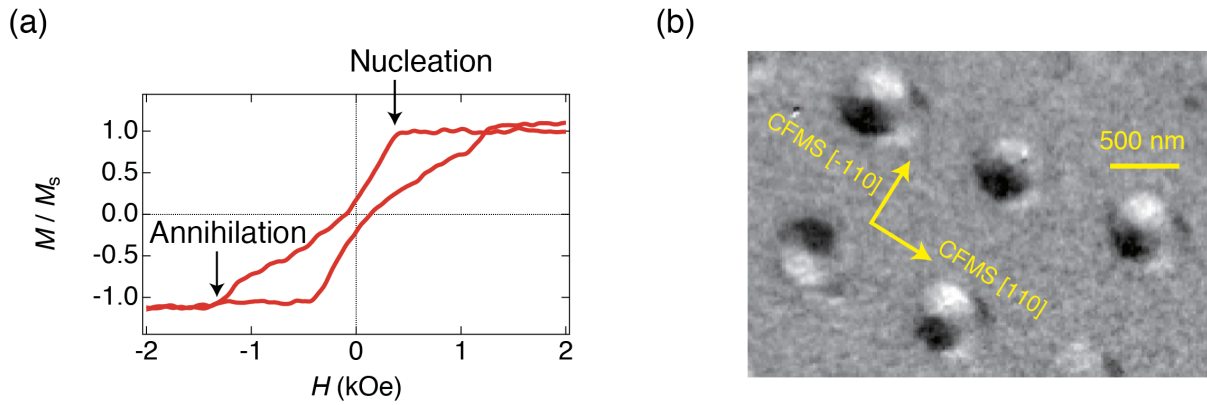 (a)
Nucleation
Annihilation
M / Ms
1.0
0.5
0.0
-0.5
-1.0
-2
-1
0
1
2
H (kOe)
(b)
CFMS [-110]
500 nm
CFMS [110]